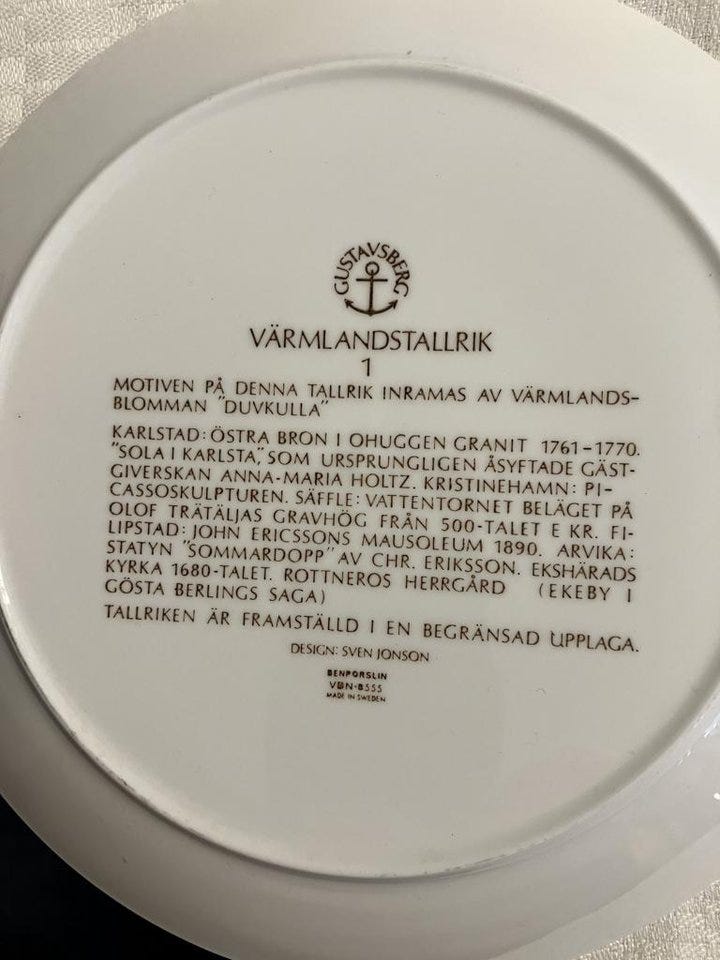 GUSTAVSBERG
VÄRMLANDSTALLRIK
1
MOTIVEN PÅ DENNA TALLRIK INRAMAS AV VÄRMLANDS-
BLOMMAN "DUVKULLA"
KARLSTAD: ÖSTRA BRON I OHUGGEN GRANIT 1761-1770.
"SOLA I KARLSTA", SOM URSPRUNGLIGEN ÅSYFTADE GÄST-
GIVERSKAN ANNA-MARIA HOLTZ. KRISTINEHAMN: PI-
CASSOSKULPTUREN. SÄFFLE: VATTENTORNET BELÄGET PÅ
OLOF TRÄTÄLJAS GRAVHÖG FRÅN 500-TALET E KR. FI-
LIPSTAD: JOHN ERICSSONS MAUSOLEUM 1890. ARVIKA:
STATYN "SOMMARDOPP" AV CHR. ERIKSSON. EKSHÄRADS
KYRKA 1680-TALET. ROTTNEROS HERRGÅRD (EKEBY I
GÖSTA BERLINGS SAGA)
TALLRIKEN ÄR FRAMSTÄLLD I EN BEGRÄNSAD UPPLAGA.
DESIGN: SVEN JONSON
BENPORSLIN
VDN-8555
MADE IN SWEDEN